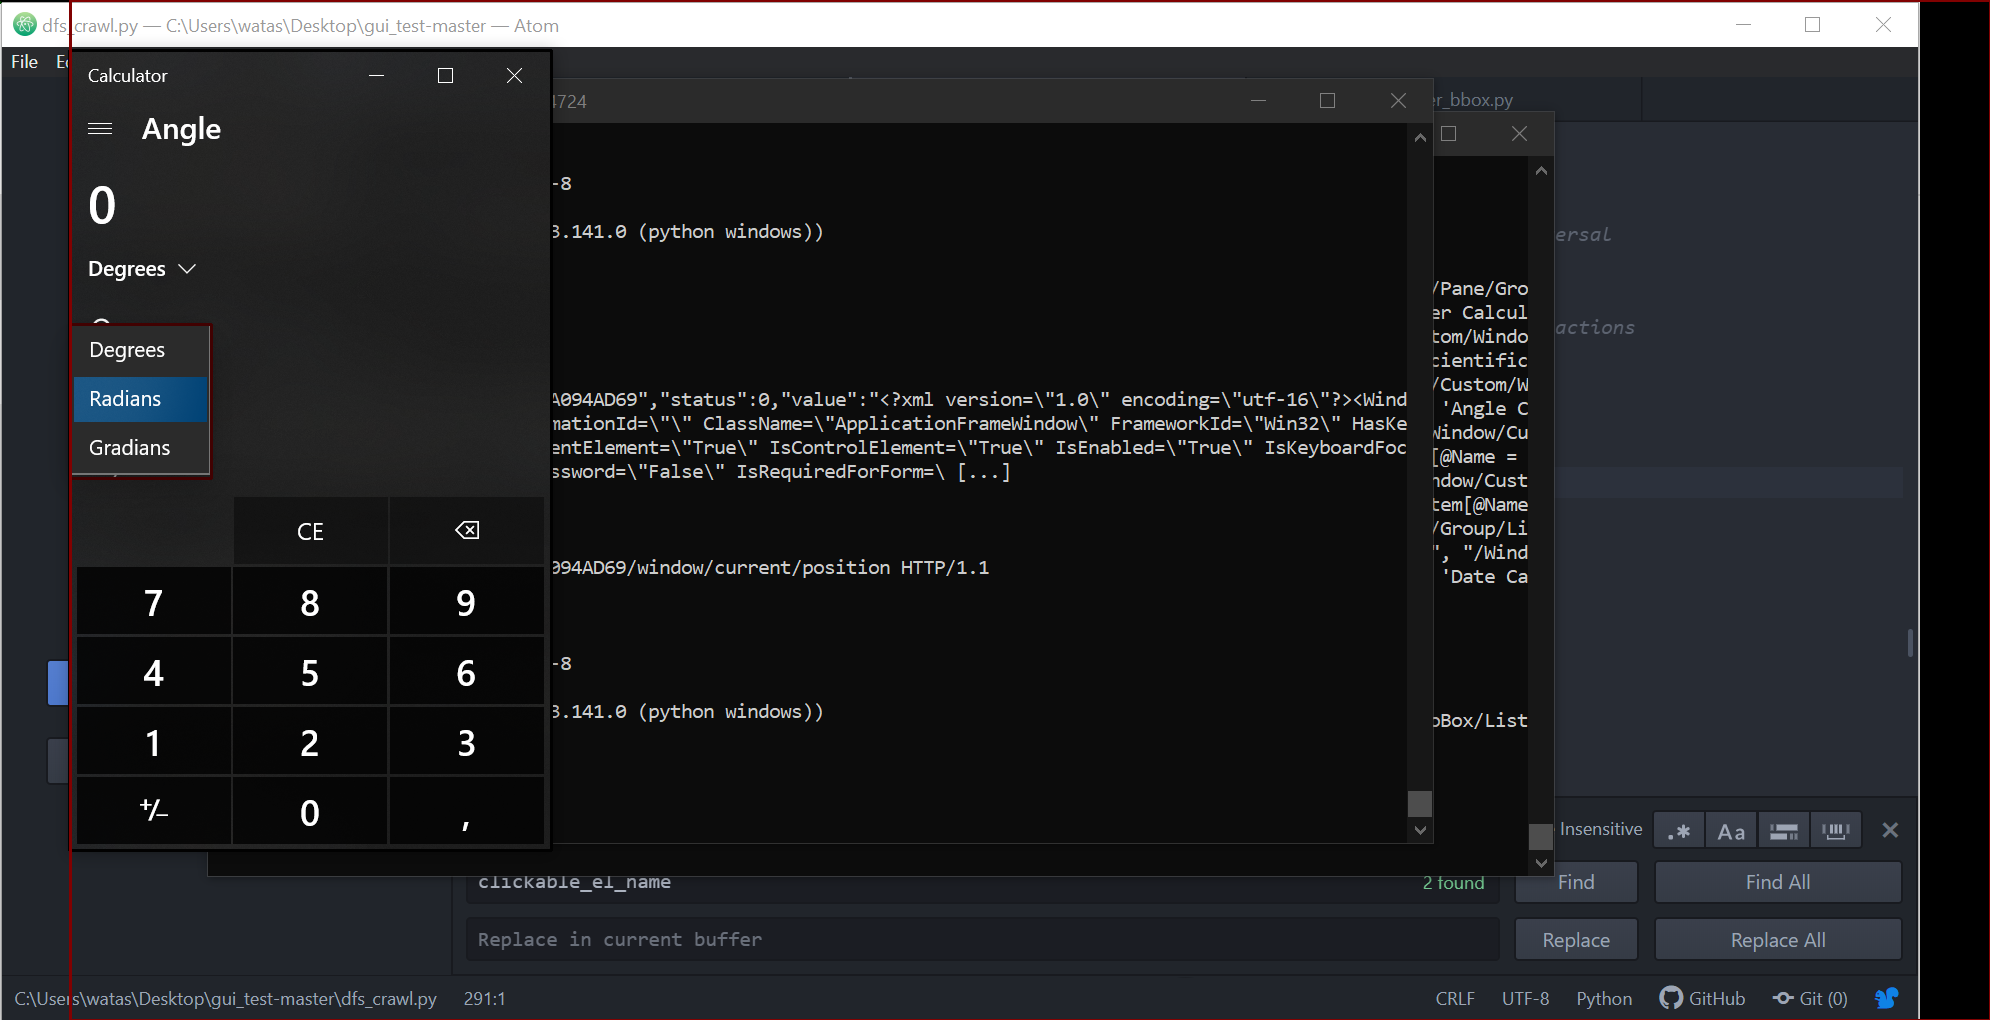 dfs_crawl.py — C:\Users\watas\Desktop\gui_test-master — Atom
File
Calculator
Angle
0
Degrees
Degrees
Radians
Gradians
CE
7 8 9
4 5 6
1 2 3
+/− 0 ,
4724
-8
3.141.0 (python windows))
A094AD69","status":0,"value":"<?xml version=\"1.0\" encoding=\"utf-16\"?><Wind
mationId=\"\" ClassName=\"ApplicationFrameWindow\" FrameworkId=\"Win32\" HasKe
entElement=\"True\" IsControlElement=\"True\" IsEnabled=\"True\" IsKeyboardFoc
ssword=\"False\" IsRequiredForForm=\ [...]
094AD69/window/current/position HTTP/1.1
-8
3.141.0 (python windows))
er_bbox.py
ersal
actions
/Pane/Gro
er Calcul
tom/Windo
cientific
/Custom/W
'Angle C
Window/Cu
[@Name =
ndow/Cust
tem[@Name
/Group/Li
", "/Wind
'Date Ca
oBox/List
Insensitive
.* Aa
clickable_el_name 2 found Find Find All
Replace in current buffer Replace Replace All
C:\Users\watas\Desktop\gui_test-master\dfs_crawl.py 291:1 CRLF UTF-8 Python GitHub Git (0)